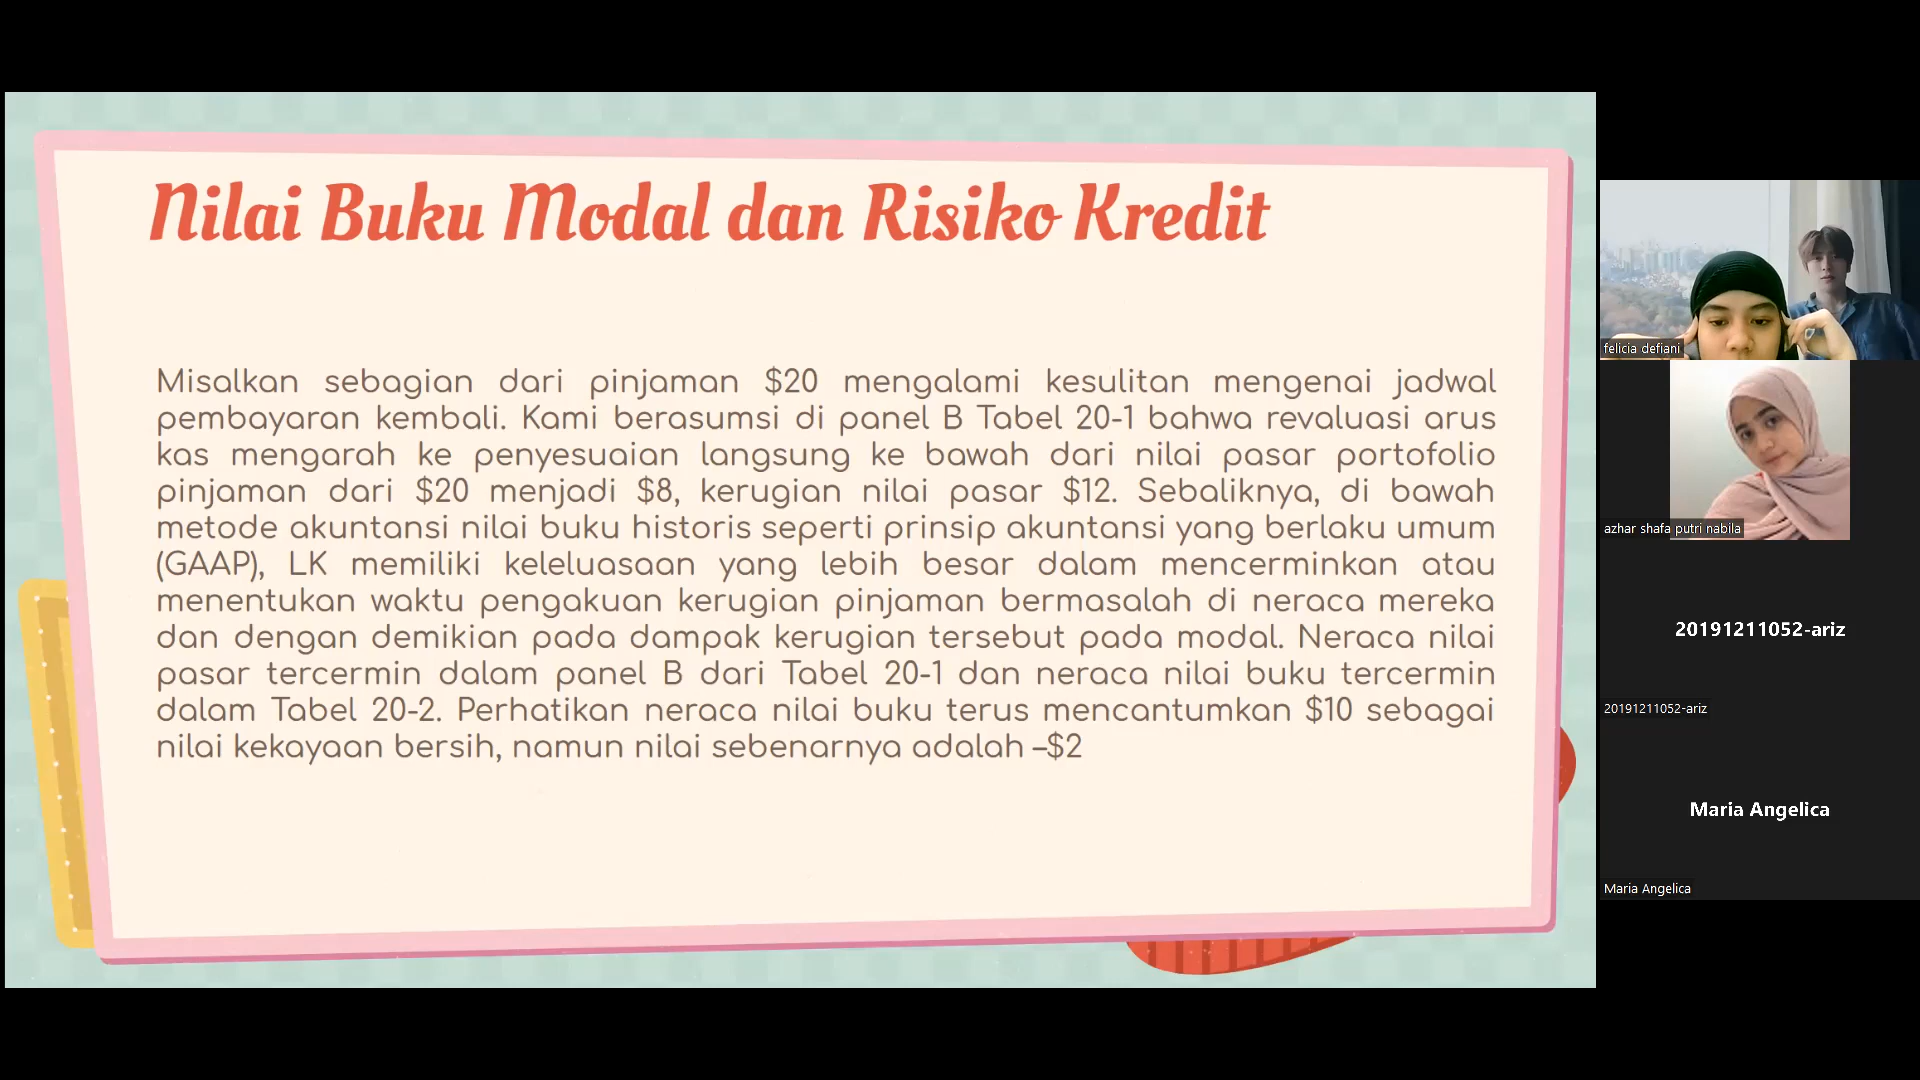 Nilai Buku Modal dan Risiko Kredit
Misalkan sebagian dari pinjaman $20 mengalami kesulitan mengenai jadwal
pembayaran kembali. Kami berasumsi di panel B Tabel 20-1 bahwa revaluasi arus
kas mengarah ke penyesuaian langsung ke bawah dari nilai pasar portofolio
pinjaman dari $20 menjadi $8, kerugian nilai pasar $12. Sebaliknya, di bawah
metode akuntansi nilai buku historis seperti prinsip akuntansi yang berlaku umum
(GAAP), LK memiliki keleluasaan yang lebih besar dalam mencerminkan atau
menentukan waktu pengakuan kerugian pinjaman bermasalah di neraca mereka
dan dengan demikian pada dampak kerugian tersebut pada modal. Neraca nilai
pasar tercermin dalam panel B dari Tabel 20-1 dan neraca nilai buku tercermin
dalam Tabel 20-2. Perhatikan neraca nilai buku terus mencantumkan $10 sebagai
nilai kekayaan bersih, namun nilai sebenarnya adalah –$2
felicia defiani
azhar shafa putri nabila
20191211052-ariz
20191211052-ariz
Maria Angelica
Maria Angelica